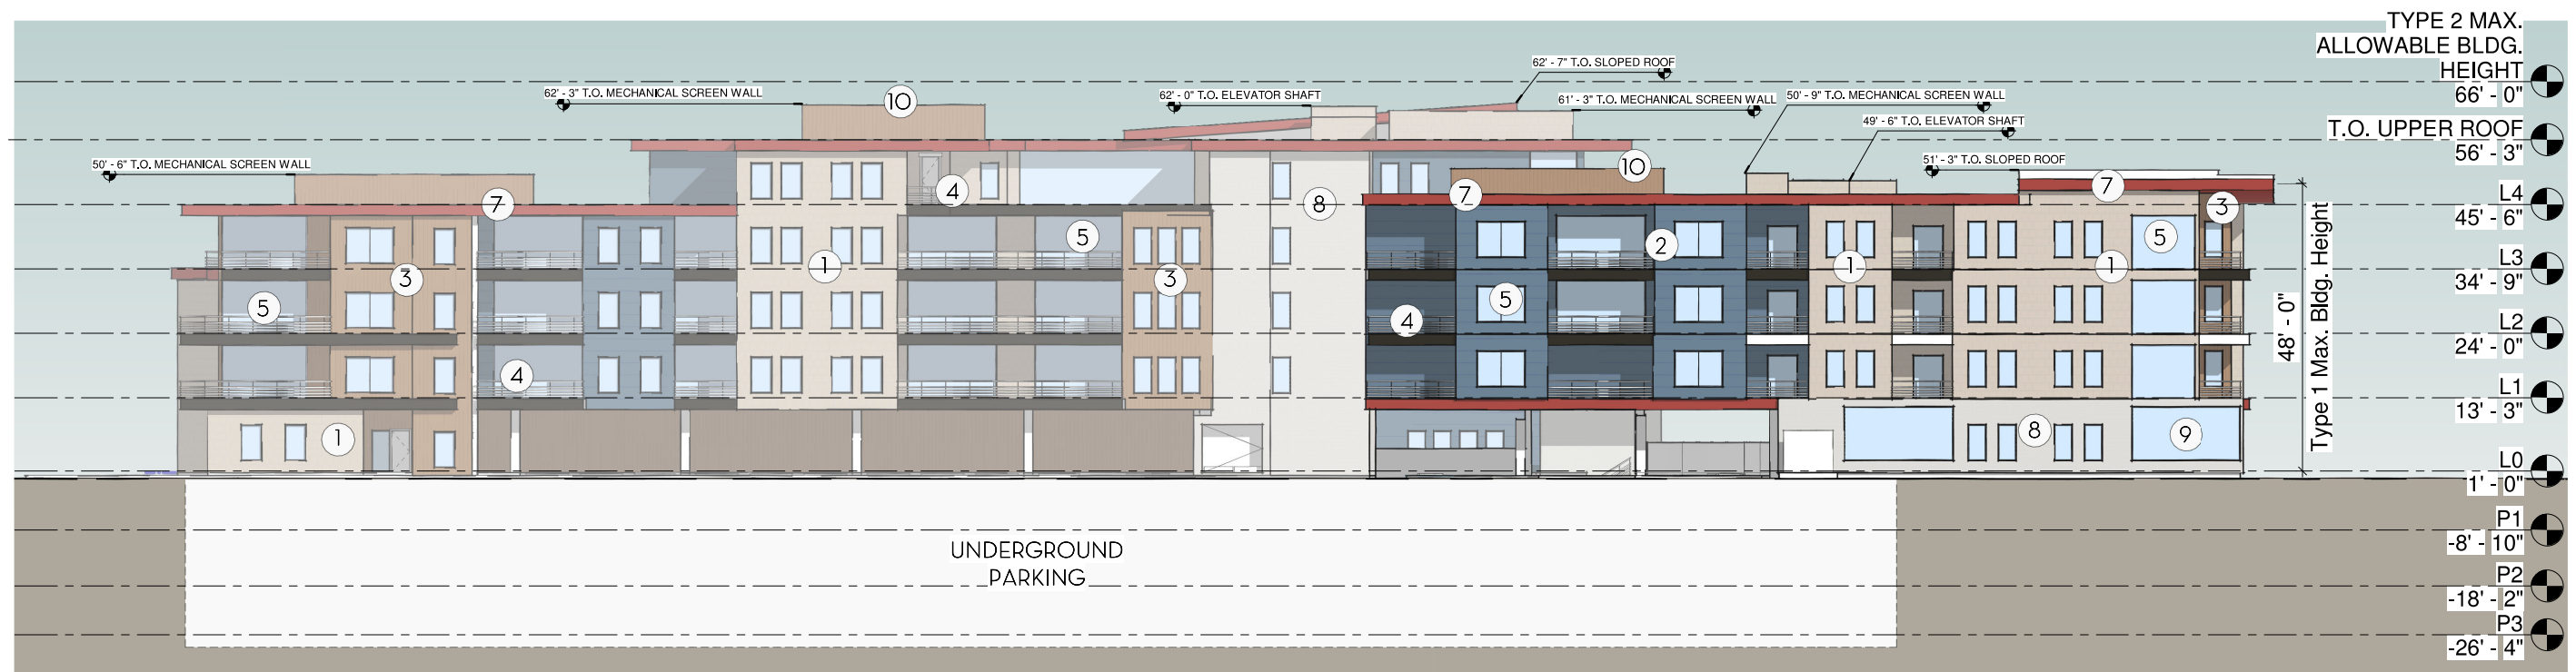 TYPE 2 MAX.
ALLOWABLE BLDG.
HEIGHT
66' - 0"
62' - 7" T.O. SLOPED ROOF
62' - 3" T.O. MECHANICAL SCREEN WALL
10
62' - 0" T.O. ELEVATOR SHAFT
61' - 3" T.O. MECHANICAL SCREEN WALL
50' - 9" T.O. MECHANICAL SCREEN WALL
49' - 6" T.O. ELEVATOR SHAFT
T.O. UPPER ROOF
56' - 3"
50' - 6" T.O. MECHANICAL SCREEN WALL
51' - 3" T.O. SLOPED ROOF
10
7
4
8
7
7
3
L4
45' - 6"
5
2
5
3
1
3
1
1
L3
34' - 9"
5
5
4
48' - 0"
Type 1 Max. Bldg. Height
L2
24' - 0"
4
L1
13' - 3"
1
8
9
L0
1' - 0"
P1
-8' - 10"
UNDERGROUND
PARKING
P2
-18' - 2"
P3
-26' - 4"